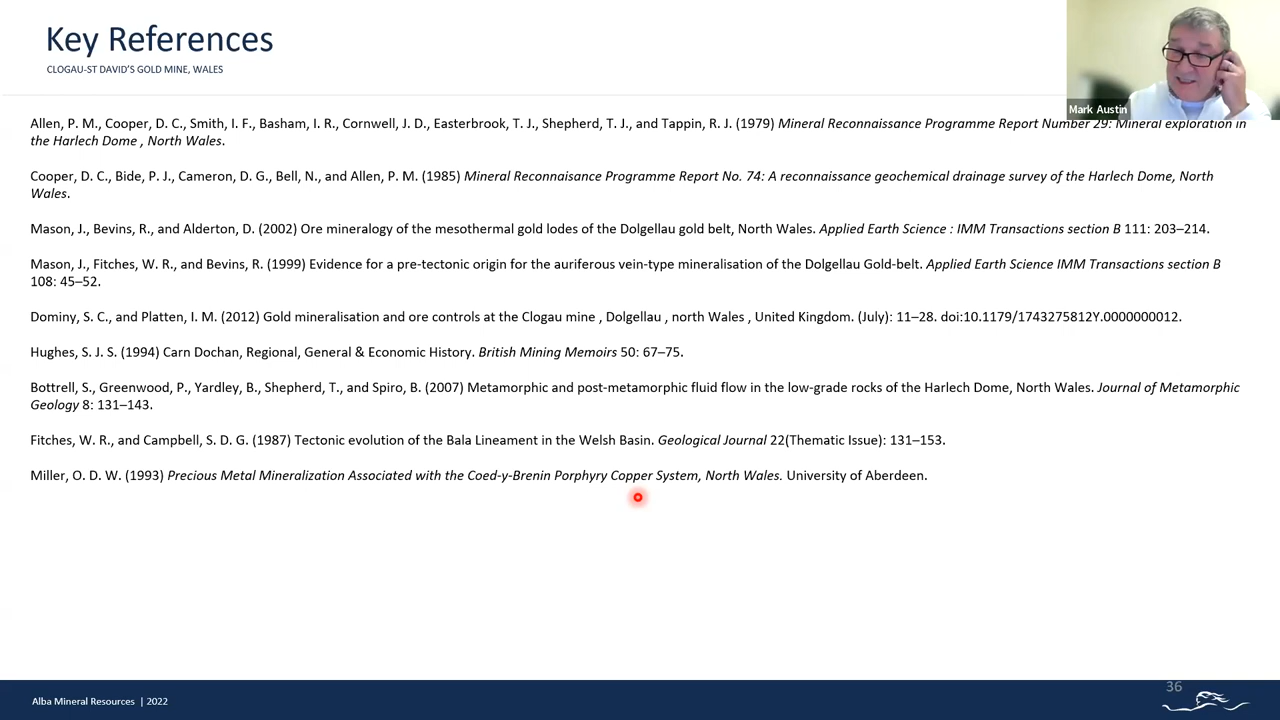 Key References
CLOGAU-ST DAVID'S GOLD MINE, WALES
Mark Austin
Allen, P. M., Cooper, D. C., Smith, I. F., Basham, I. R., Cornwell, J. D., Easterbrook, T. J., Shepherd, T. J., and Tappin, R. J. (1979) Mineral Reconnaissance Programme Report Number 29: Mineral exploration in
the Harlech Dome , North Wales.
Cooper, D. C., Bide, P. J., Cameron, D. G., Bell, N., and Allen, P. M. (1985) Mineral Reconnaisance Programme Report No. 74: A reconnaissance geochemical drainage survey of the Harlech Dome, North
Wales.
Mason, J., Bevins, R., and Alderton, D. (2002) Ore mineralogy of the mesothermal gold lodes of the Dolgellau gold belt, North Wales. Applied Earth Science : IMM Transactions section B 111: 203–214.
Mason, J., Fitches, W. R., and Bevins, R. (1999) Evidence for a pre-tectonic origin for the auriferous vein-type mineralisation of the Dolgellau Gold-belt. Applied Earth Science IMM Transactions section B
108: 45–52.
Dominy, S. C., and Platten, I. M. (2012) Gold mineralisation and ore controls at the Clogau mine , Dolgellau , north Wales , United Kingdom. (July): 11–28. doi:10.1179/1743275812Y.0000000012.
Hughes, S. J. S. (1994) Carn Dochan, Regional, General & Economic History. British Mining Memoirs 50: 67–75.
Bottrell, S., Greenwood, P., Yardley, B., Shepherd, T., and Spiro, B. (2007) Metamorphic and post-metamorphic fluid flow in the low-grade rocks of the Harlech Dome, North Wales. Journal of Metamorphic
Geology 8: 131–143.
Fitches, W. R., and Campbell, S. D. G. (1987) Tectonic evolution of the Bala Lineament in the Welsh Basin. Geological Journal 22(Thematic Issue): 131–153.
Miller, O. D. W. (1993) Precious Metal Mineralization Associated with the Coed-y-Brenin Porphyry Copper System, North Wales. University of Aberdeen.
36
Alba Mineral Resources | 2022